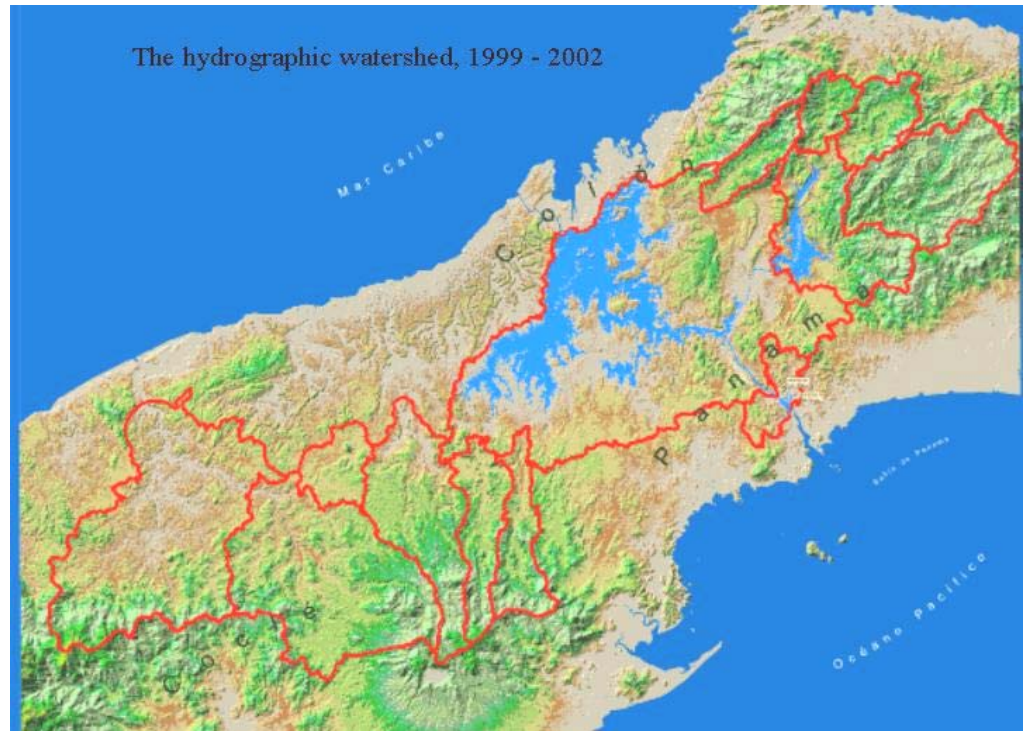 The hydrographic watershed, 1999 - 2002
Mar Caribe
Colón
Panamá
Bahía de Panamá
Coclé
Océano Pacífico